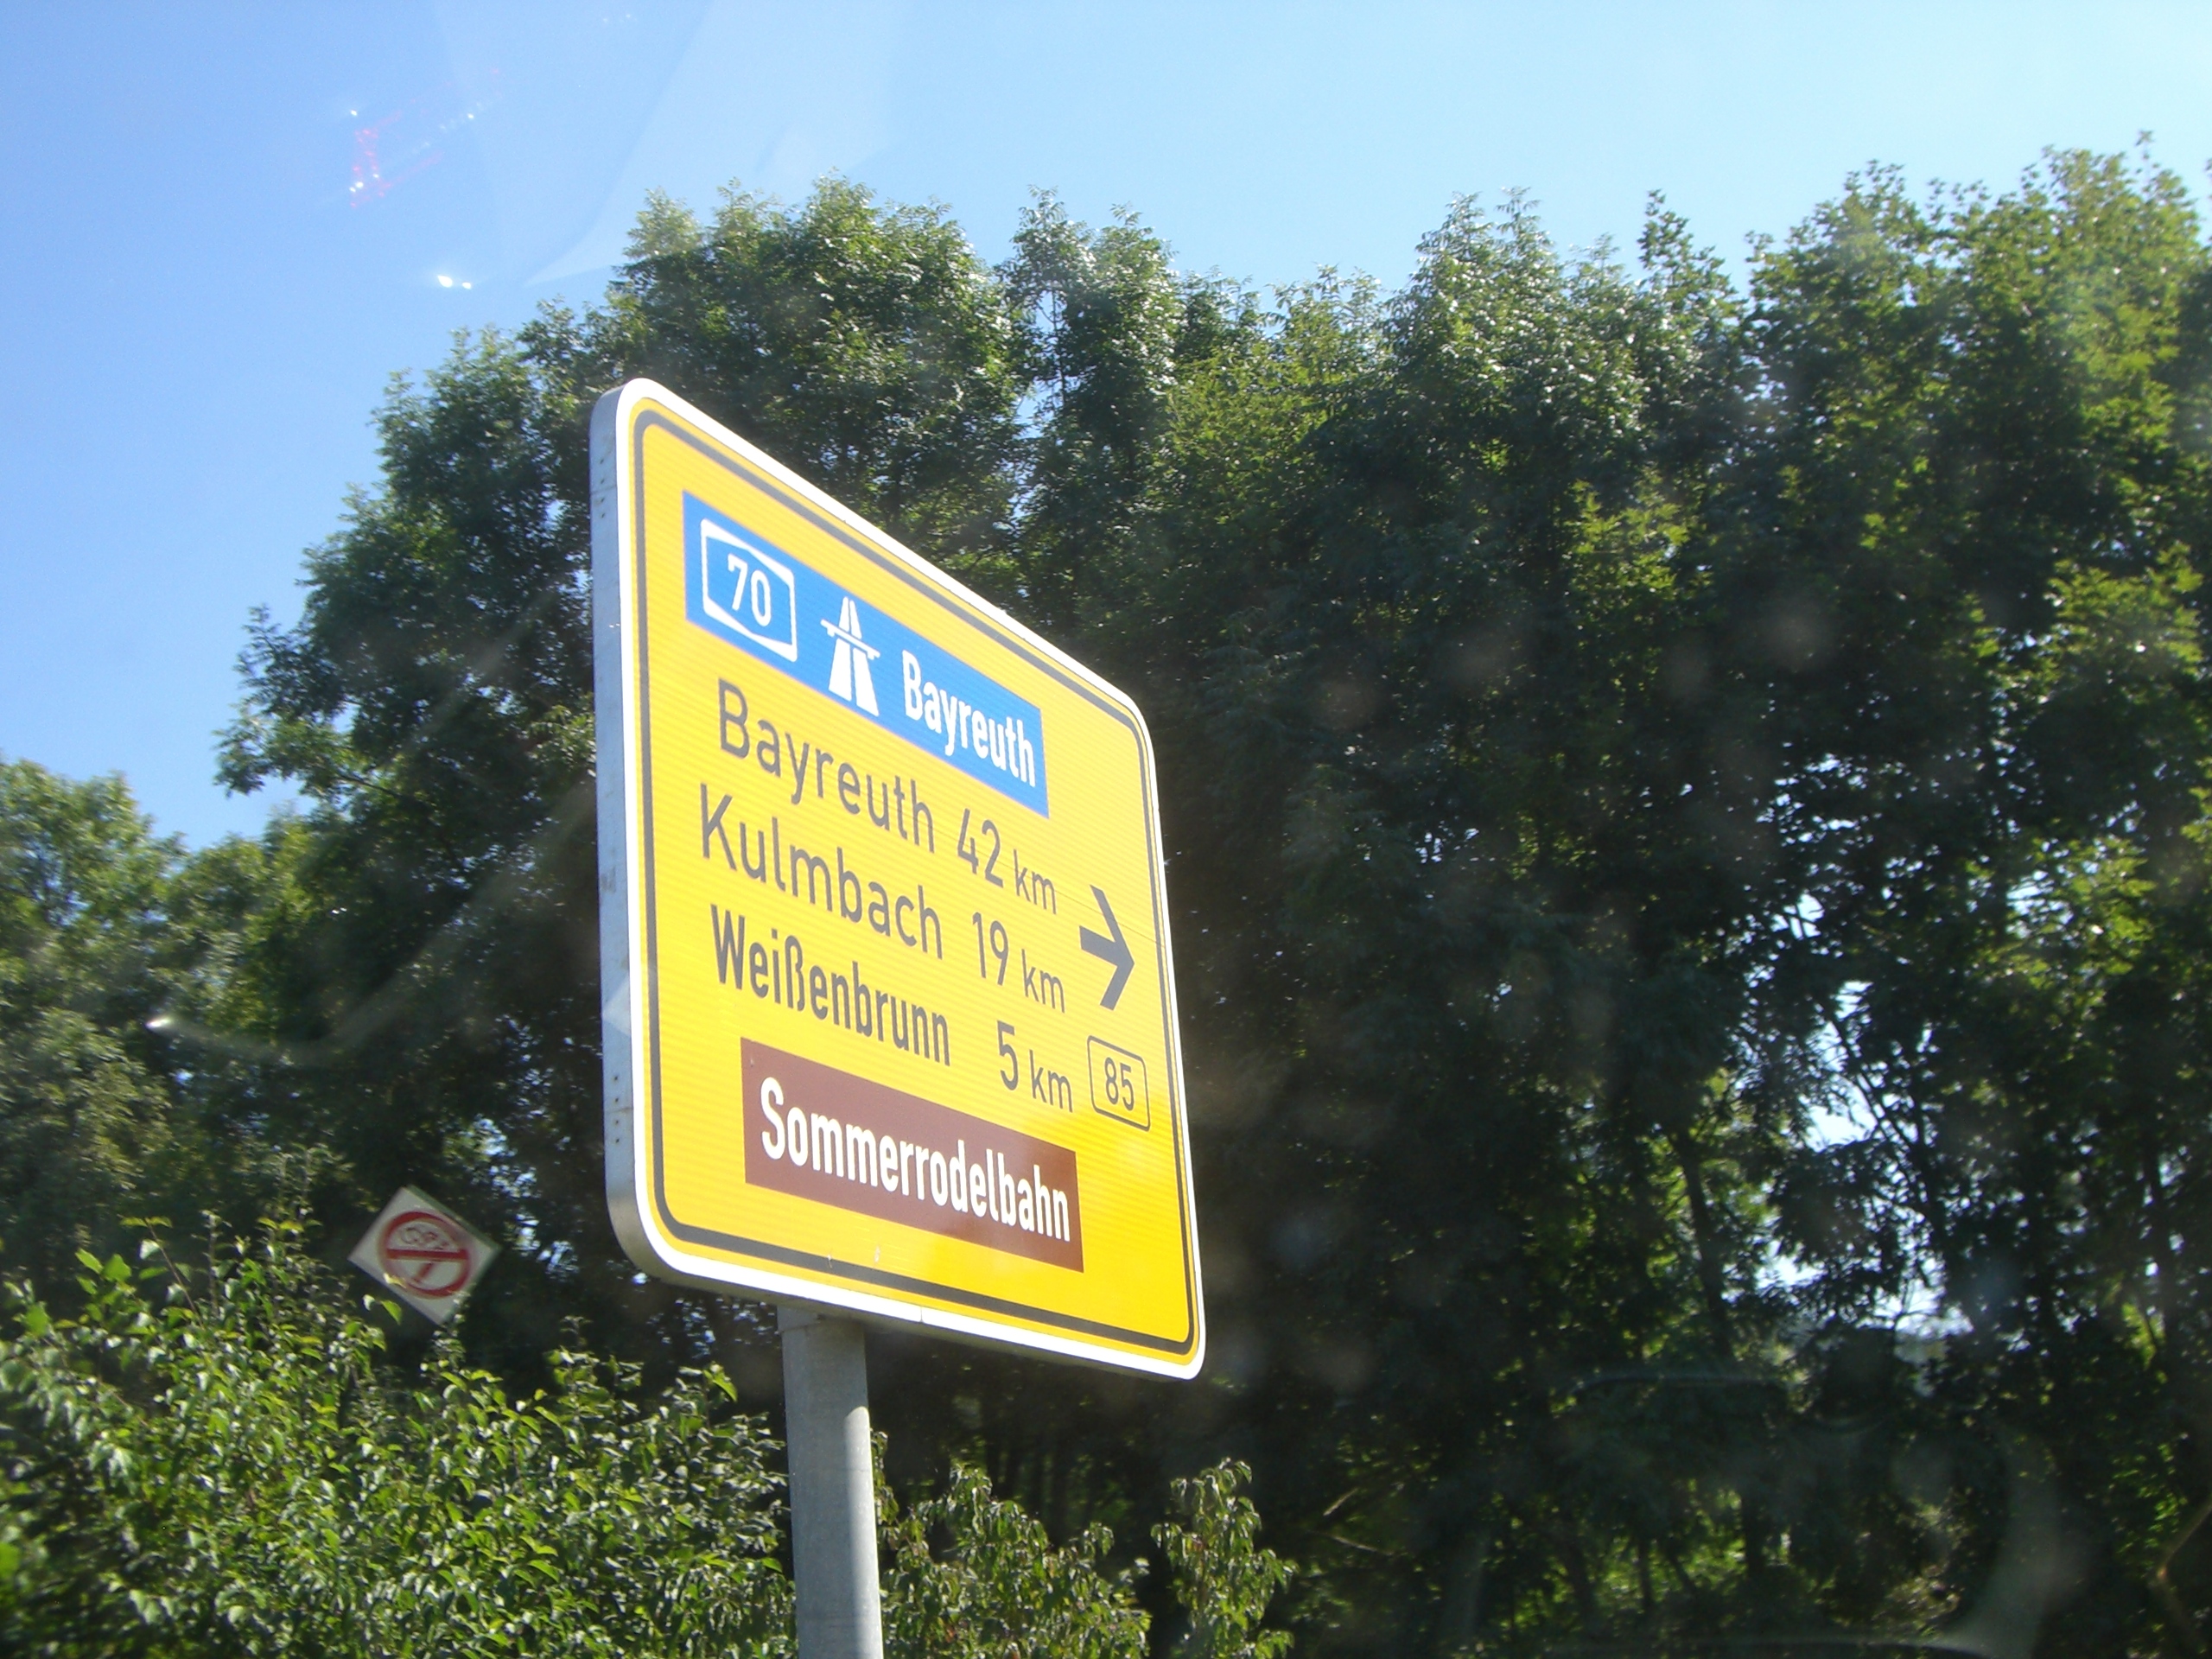 70 Bayreuth
Bayreuth 42 km
Kulmbach 19 km
Weißenbrunn 5 km 85
Sommerrodelbahn